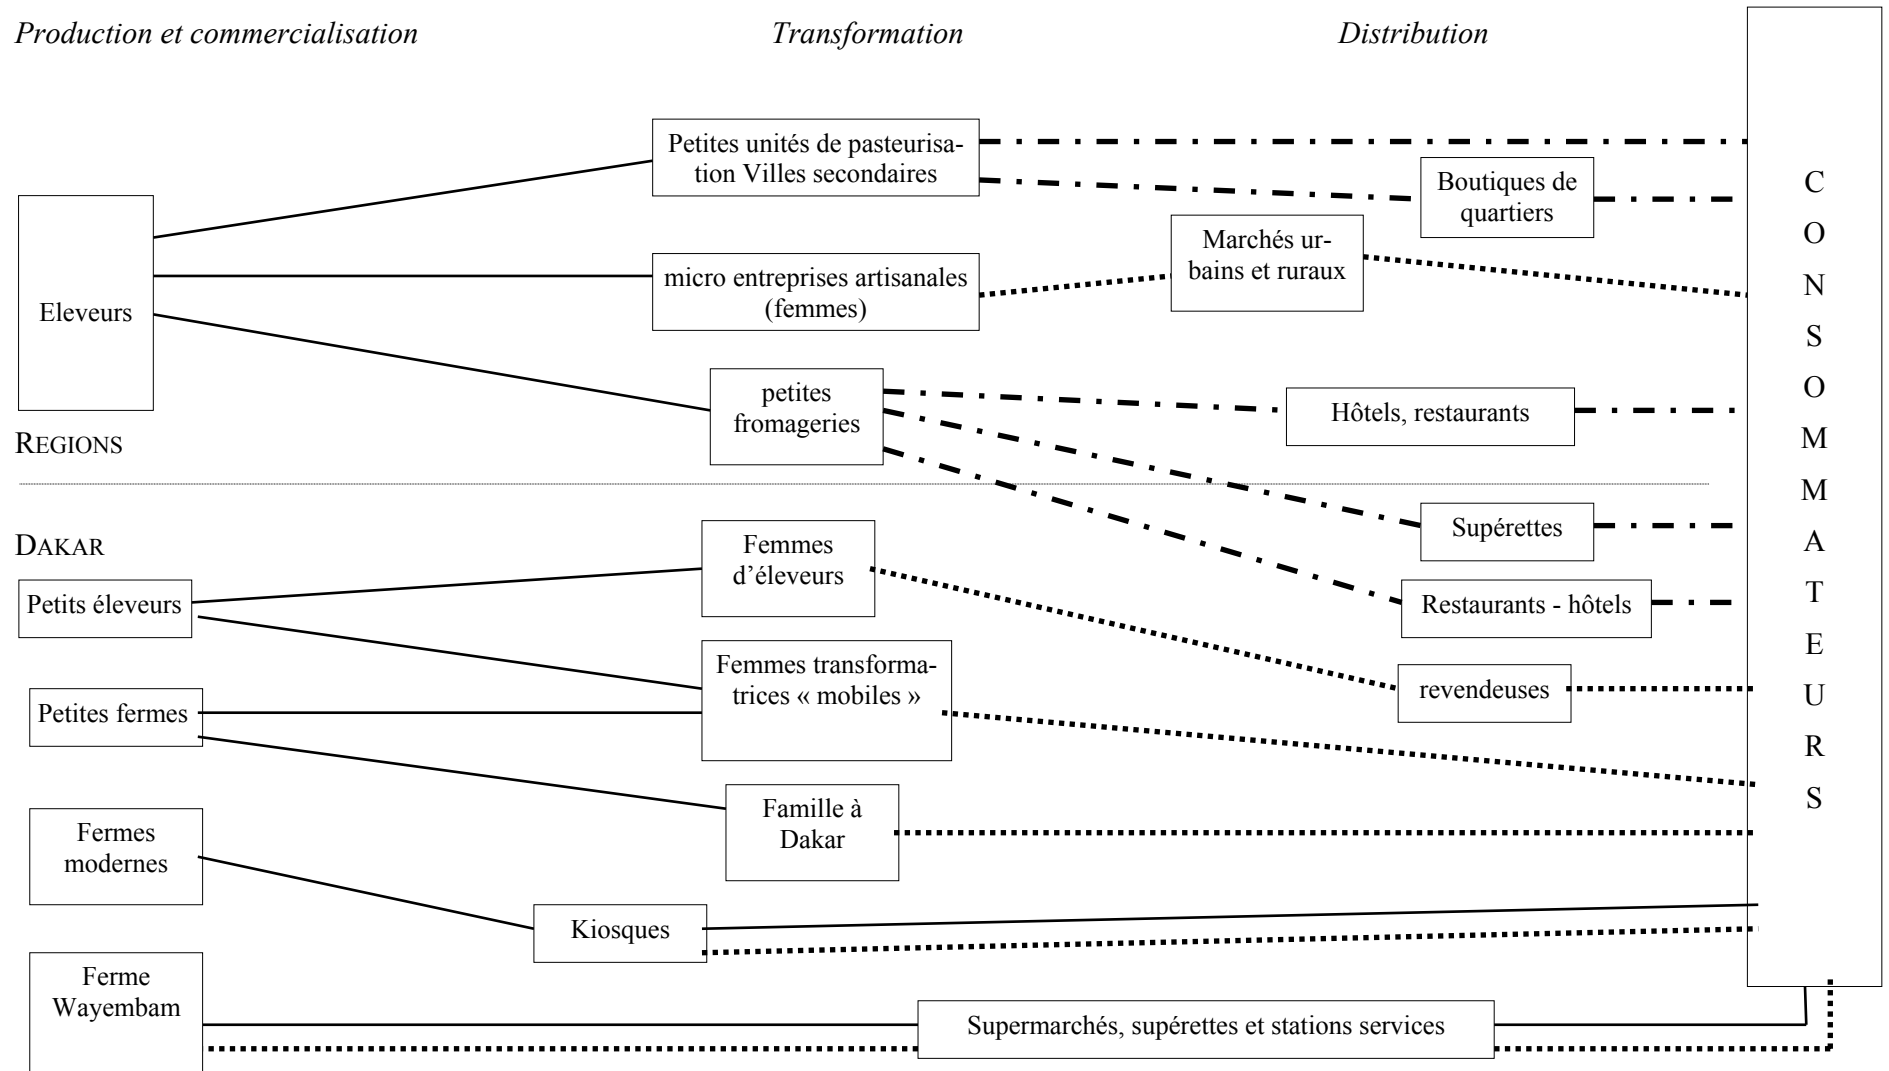 Production et commercialisation
Transformation
Distribution
Petites unités de pasteurisa-
tion Villes secondaires
Boutiques de
quartiers
Marchés ur-
bains et ruraux
micro entreprises artisanales
(femmes)
Eleveurs
petites
fromageries
Hôtels, restaurants
REGIONS
DAKAR
Supérettes
Femmes
d’éleveurs
Petits éleveurs
Restaurants - hôtels
Femmes transforma-
trices « mobiles »
revendeuses
Petites fermes
Famille à
Dakar
Fermes
modernes
Kiosques
Ferme
Wayembam
Supermarchés, supérettes et stations services
C
O
N
S
O
M
M
A
T
E
U
R
S